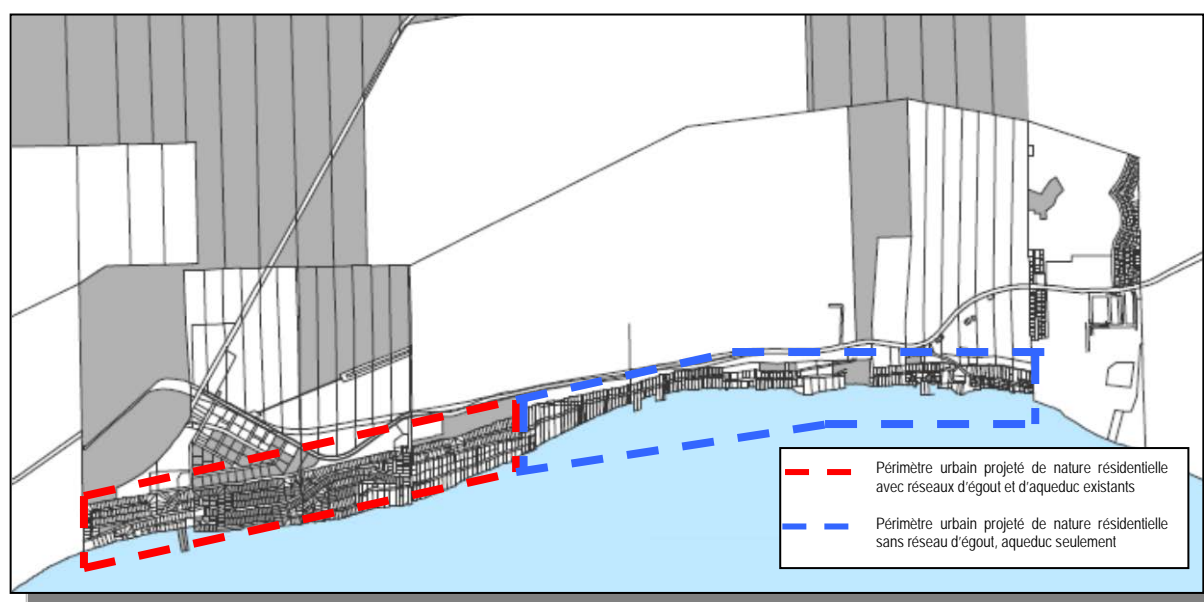 Périmètre urbain projeté de nature résidentielle
avec réseaux d'égout et d'aqueduc existants
Périmètre urbain projeté de nature résidentielle
sans réseau d'égout, aqueduc seulement